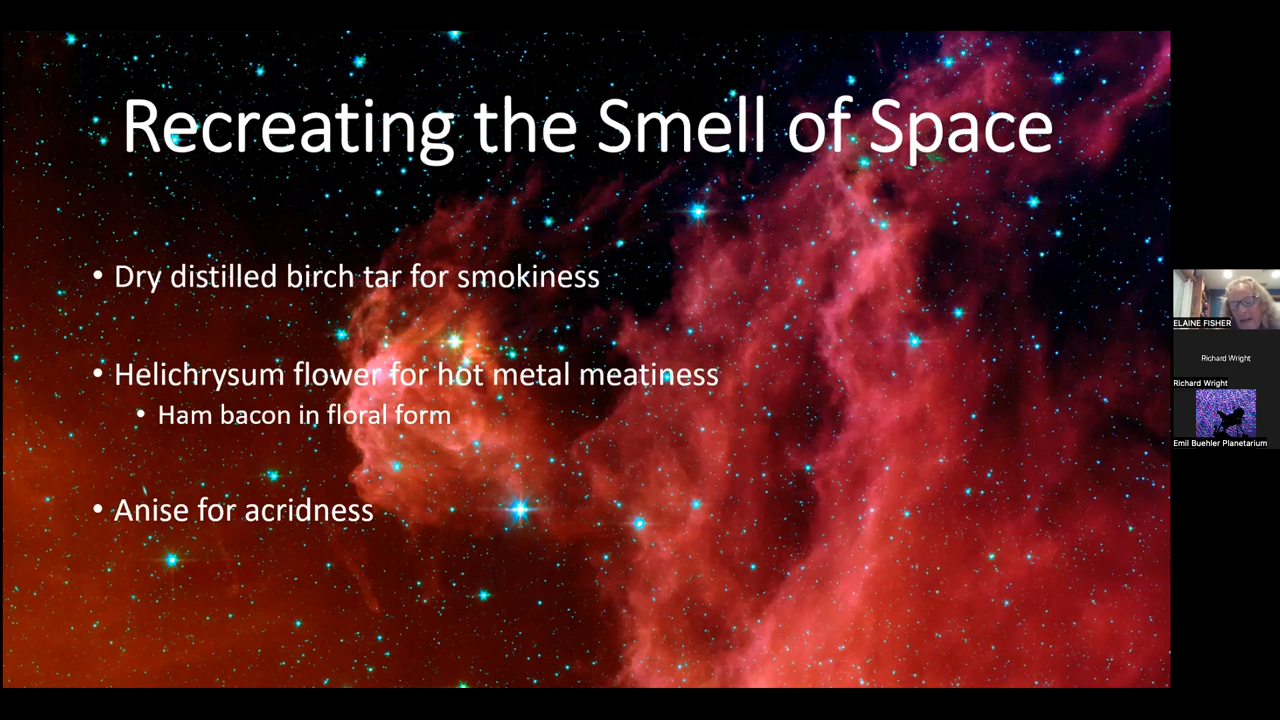 Recreating the Smell of Space
• Dry distilled birch tar for smokiness
• Helichrysum flower for hot metal meatiness
• Ham bacon in floral form
• Anise for acridness
ELAINE FISHER
Richard Wright
Richard Wright
Emil Buehler Planetarium